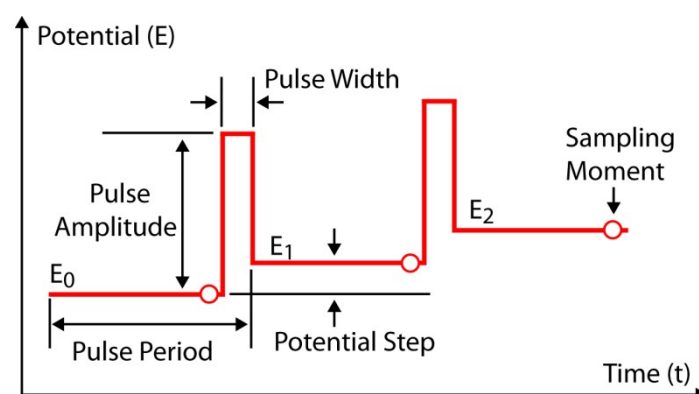 Potential (E)
Pulse Width
Sampling
Moment
Pulse
Amplitude
E₂
E₁
E₀
Potential Step
Pulse Period
Time (t)